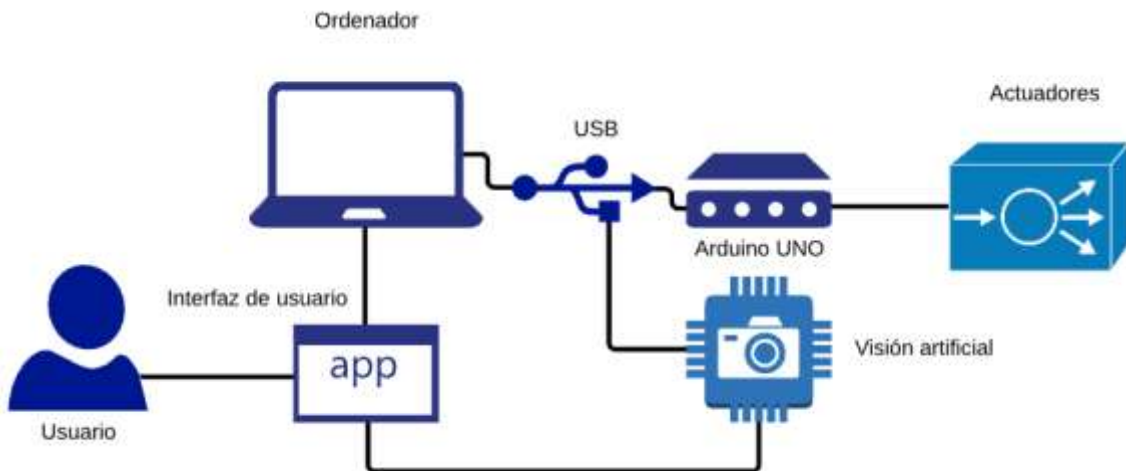 Ordenador
Actuadores
USB
Arduino UNO
Interfaz de usuario
app
Visión artificial
Usuario